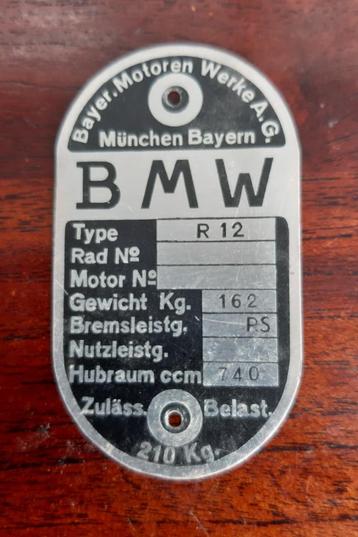 Bayer. Motoren Werke A.G.
München Bayern
BMW
Type R 12
Rad №
Motor №
Gewicht Kg. 162
Bremsleistg. PS
Nutzleistg.
Hubraum ccm 740
Zuläss. Belast.
210 Kg.